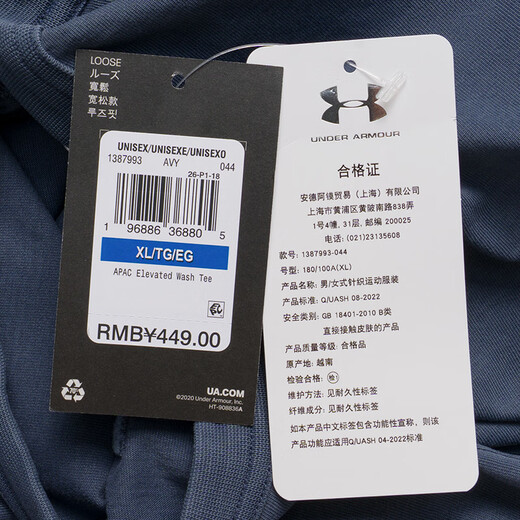 LOOSE
ルーズ
寬鬆
宽松款
루즈핏
UNISEX/UNISEXE/UNISEXO
1387993 AVY 044
26-P1-18
1 96886 36880 5
XL/TG/EG
APAC Elevated Wash Tee
RMB¥449.00
UA.COM
©2020 Under Armour, Inc.
HT-908836A
UNDER ARMOUR
合格证
安德阿镆贸易（上海）有限公司
上海市黄浦区黄陂南路838弄
1号4幢, 31层, 邮编 200025
电话: (021)23135608
款号: 1387993-044
号型: 180/100A(XL)
产品名称: 男/女式针织运动服装
产品标准: Q/UASH 08-2022
安全类别: GB 18401-2010 B类
直接接触皮肤的产品
产品质量等级: 合格品
原产地: 越南
检验合格: 检1
维护方法: 见耐久性标签
纤维成分: 见耐久性标签
如本产品中文标签包含功能性宣称，则该
产品功能应适用Q/UASH 04-2022标准